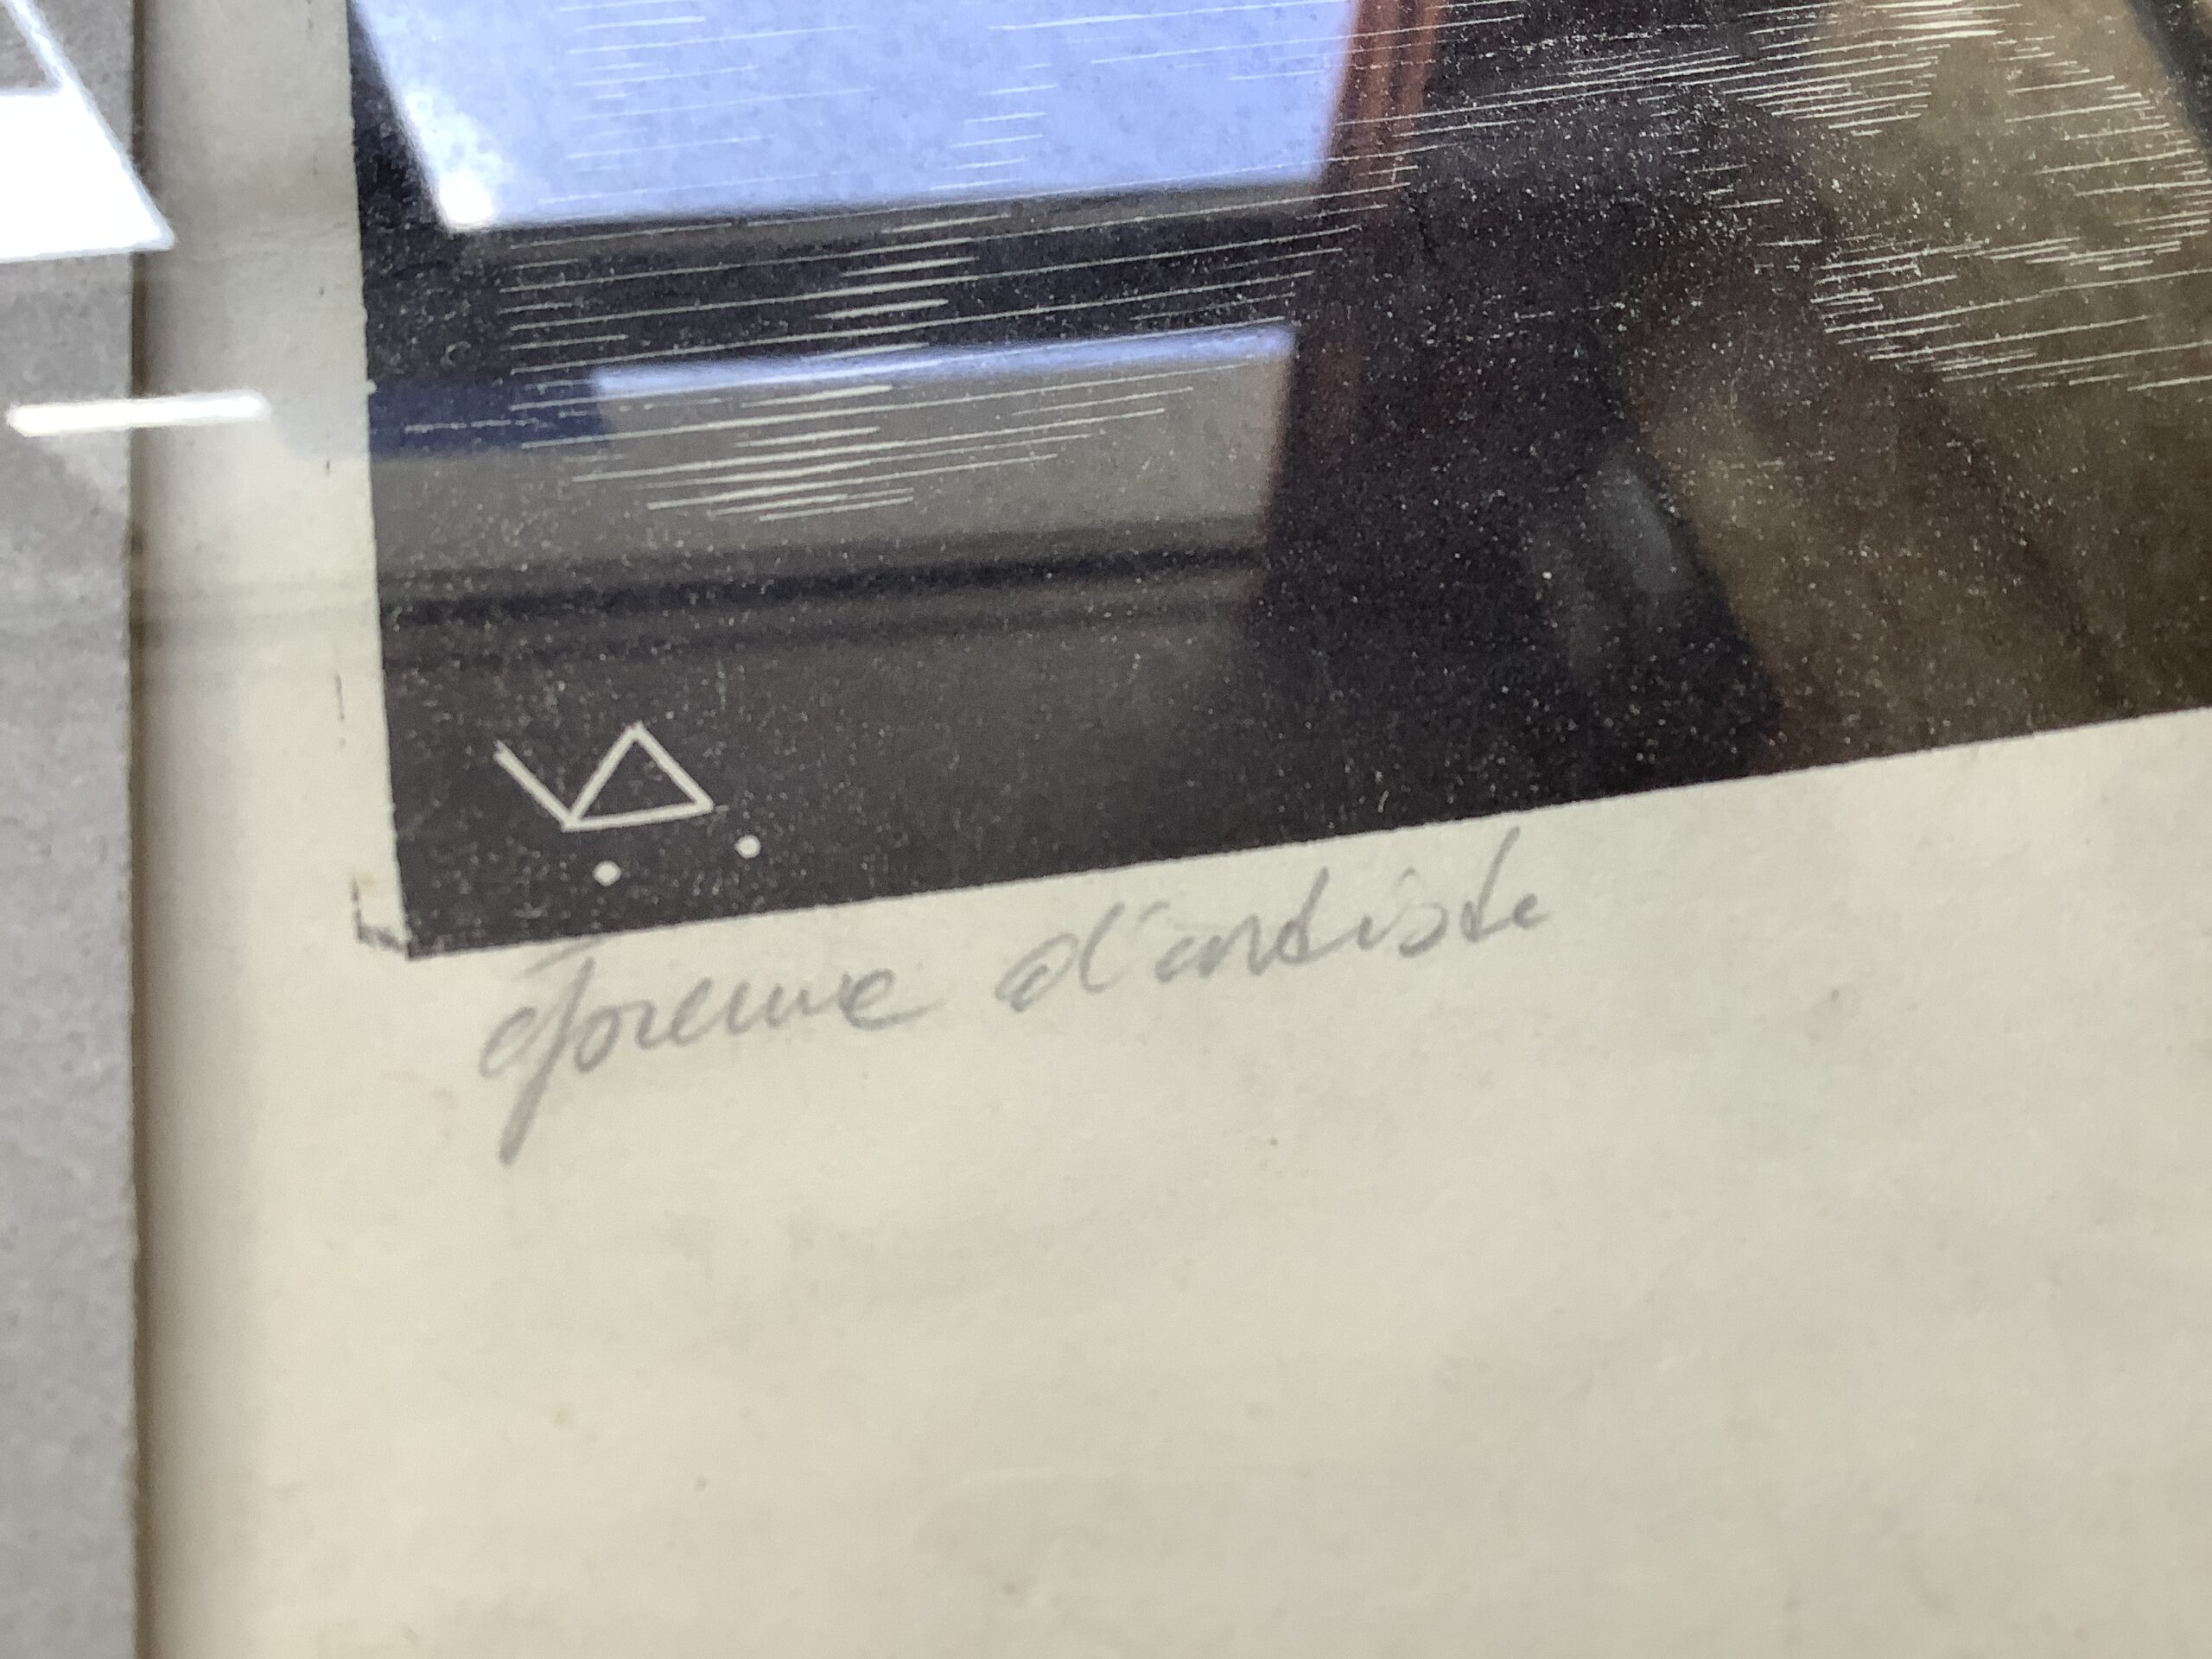 V.D.
épreuve d'artiste